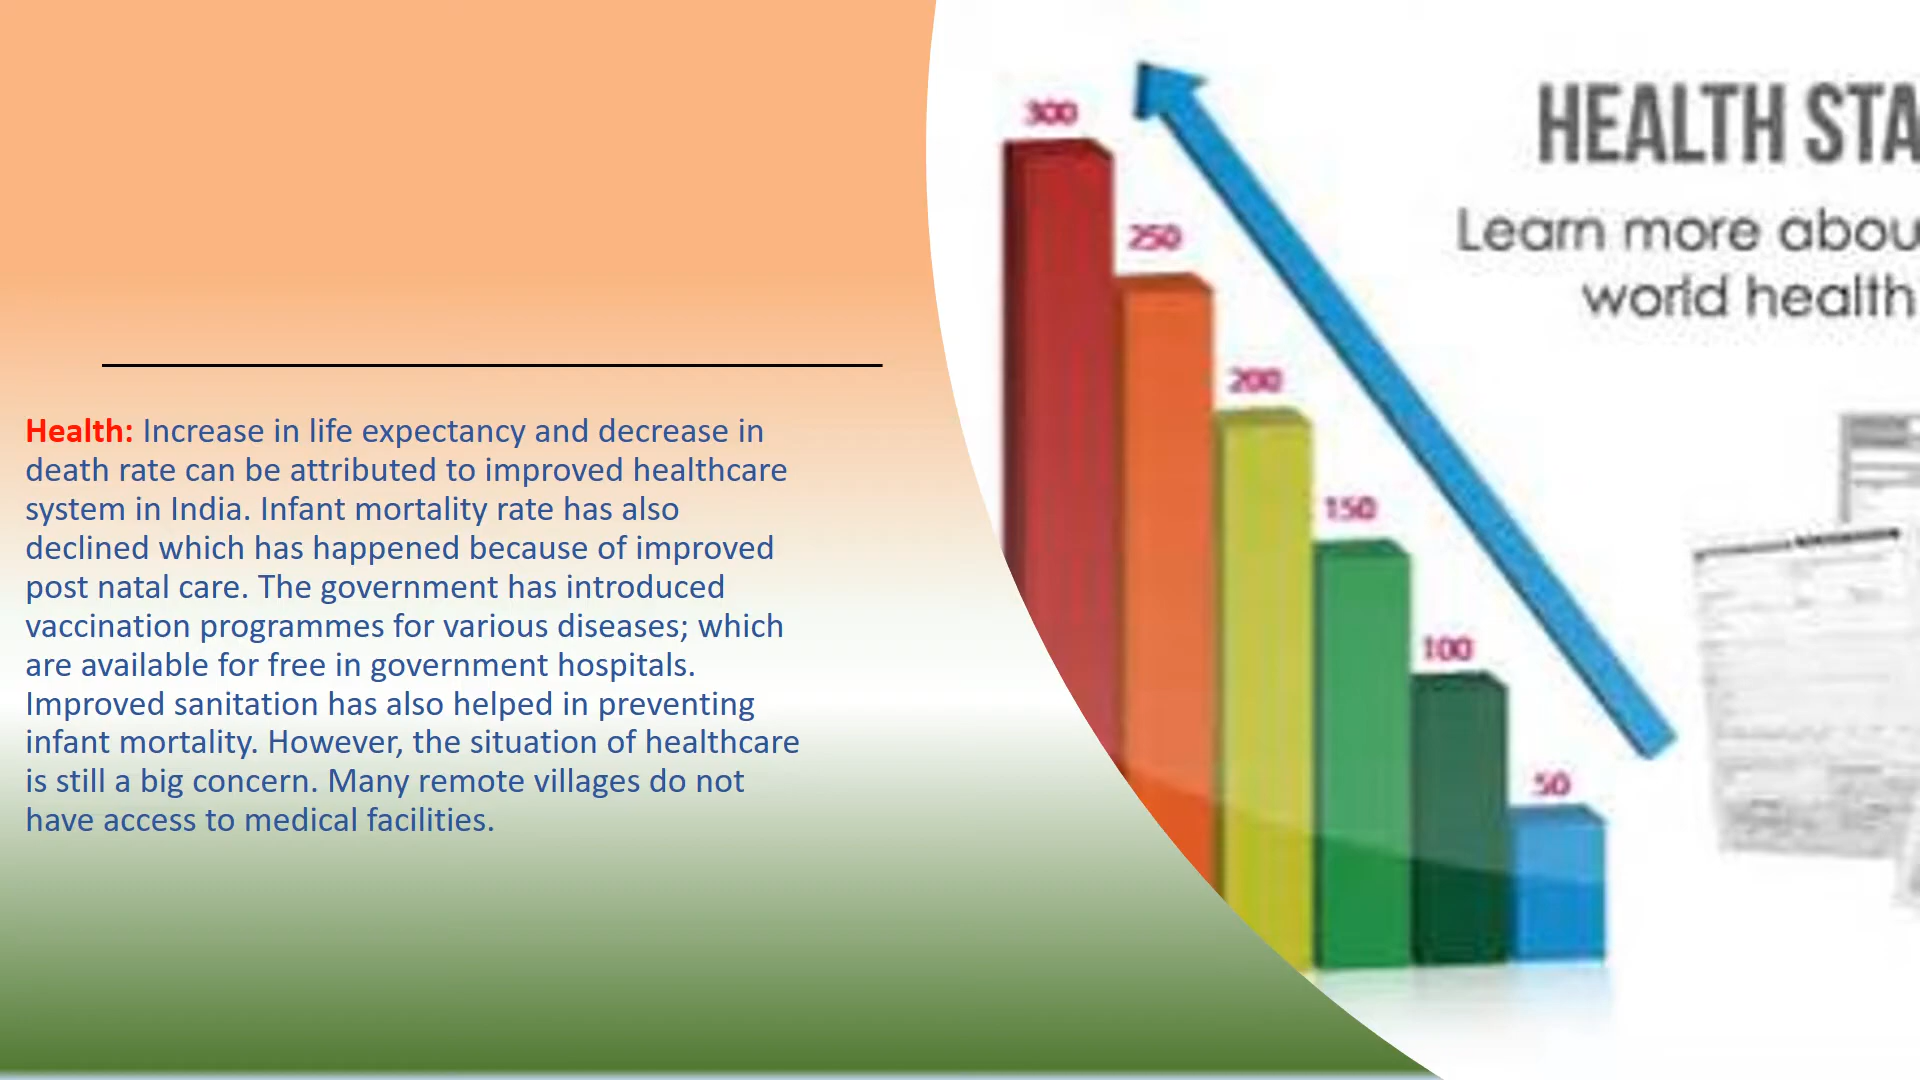 Health: Increase in life expectancy and decrease in
death rate can be attributed to improved healthcare
system in India. Infant mortality rate has also
declined which has happened because of improved
post natal care. The government has introduced
vaccination programmes for various diseases; which
are available for free in government hospitals.
Improved sanitation has also helped in preventing
infant mortality. However, the situation of healthcare
is still a big concern. Many remote villages do not
have access to medical facilities.
300
250
200
150
100
50
HEALTH STA
Learn more abou
world health